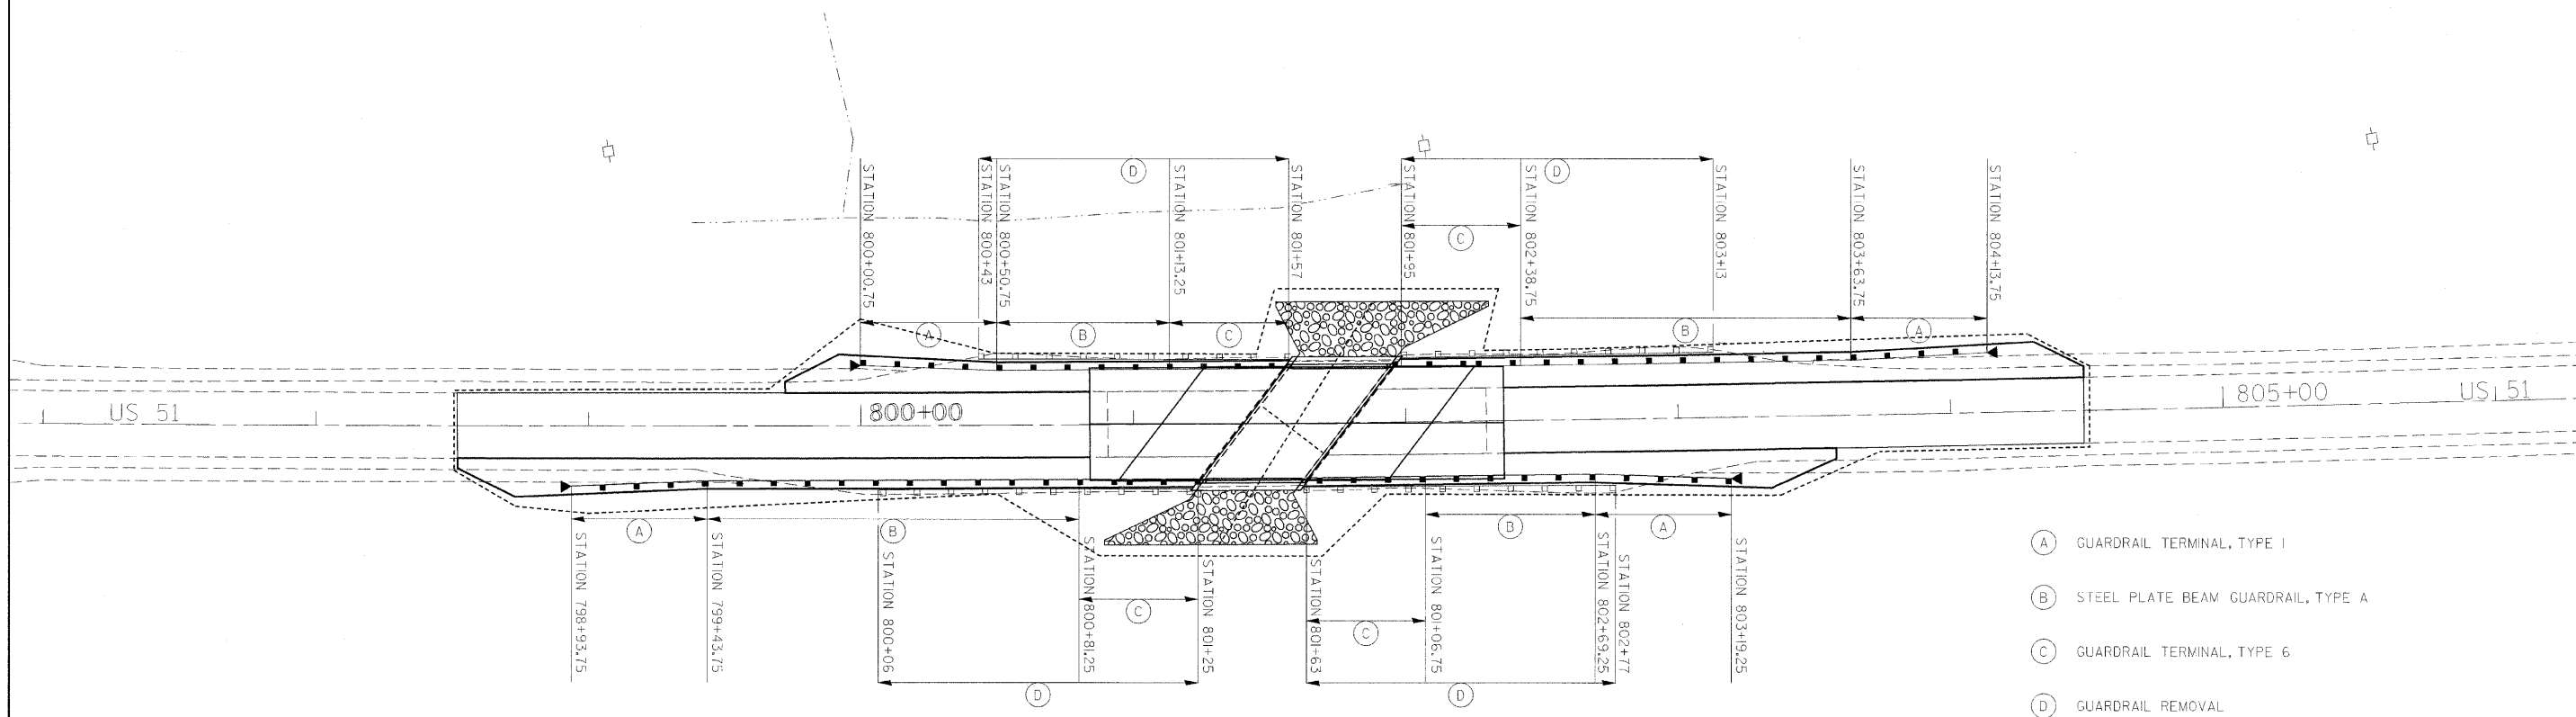 D
D
STATION 800+00.75
STATION 800+43
STATION 800+50.75
STATION 801+13.25
STATION 801+57
STATION 801+95
STATION 802+38.75
STATION 803+13
STATION 803+63.75
STATION 804+13.75
C
A
B
C
B
A
US 51
800+00
805+00
US 51
A
B
B
A
STATION 798+93.75
STATION 799+43.75
STATION 800+06
STATION 800+81.25
STATION 801+25
STATION 801+63
STATION 801+06.75
STATION 802+69.25
STATION 802+77
STATION 803+19.25
C
C
D
D
A GUARDRAIL TERMINAL, TYPE I
B STEEL PLATE BEAM GUARDRAIL, TYPE A
C GUARDRAIL TERMINAL, TYPE 6
D GUARDRAIL REMOVAL